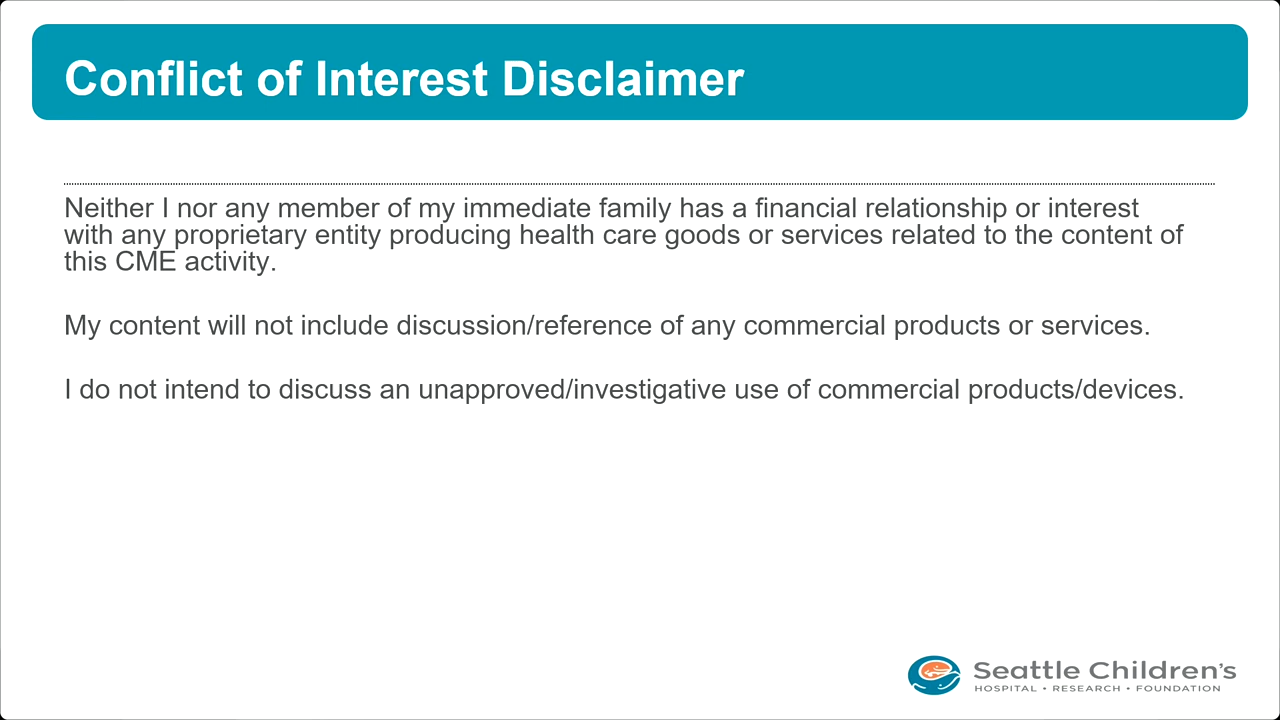 Conflict of Interest Disclaimer
Neither I nor any member of my immediate family has a financial relationship or interest
with any proprietary entity producing health care goods or services related to the content of
this CME activity.
My content will not include discussion/reference of any commercial products or services.
I do not intend to discuss an unapproved/investigative use of commercial products/devices.
Seattle Children's
HOSPITAL • RESEARCH • FOUNDATION